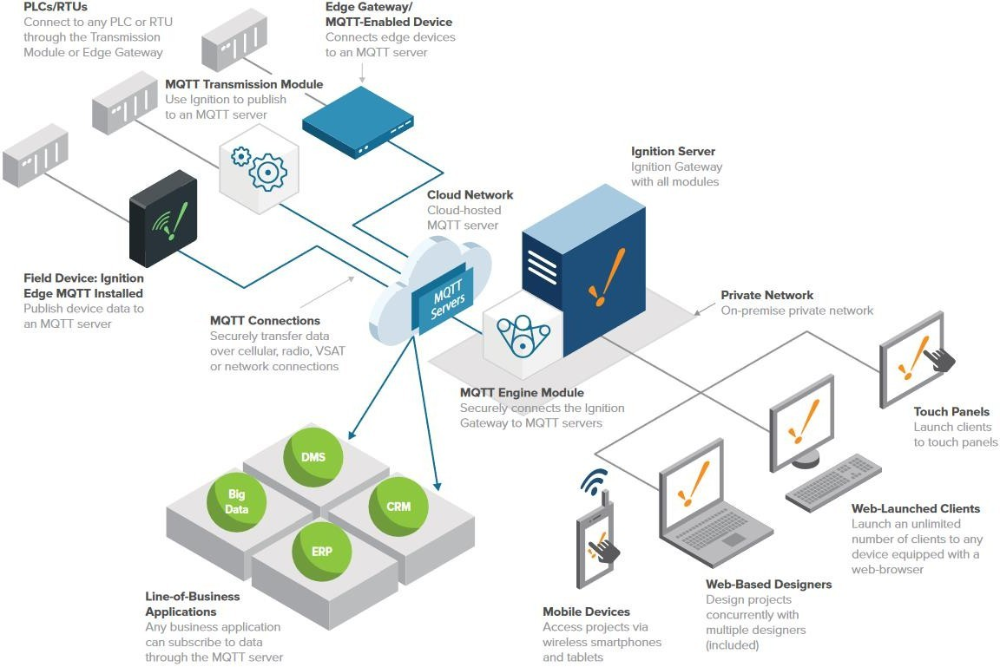 PLCs/RTUs
Connect to any PLC or RTU
through the Transmission
Module or Edge Gateway
Edge Gateway/
MQTT-Enabled Device
Connects edge devices
to an MQTT server
MQTT Transmission Module
Use Ignition to publish
to an MQTT server
Ignition Server
Ignition Gateway
with all modules
Cloud Network
Cloud-hosted
MQTT server
MQTT
Servers
Field Device: Ignition
Edge MQTT Installed
Publish device data to
an MQTT server
MQTT Connections
Securely transfer data
over cellular, radio, VSAT
or network connections
Private Network
On-premise private network
MQTT Engine Module
Securely connects the Ignition
Gateway to MQTT servers
Touch Panels
Launch clients
to touch panels
DMS
Big
Data
CRM
ERP
Web-Launched Clients
Launch an unlimited
number of clients to any
device equipped with a
web-browser
Line-of-Business
Applications
Any business application
can subscribe to data
through the MQTT server
Mobile Devices
Access projects via
wireless smartphones
and tablets
Web-Based Designers
Design projects
concurrently with
multiple designers
(included)